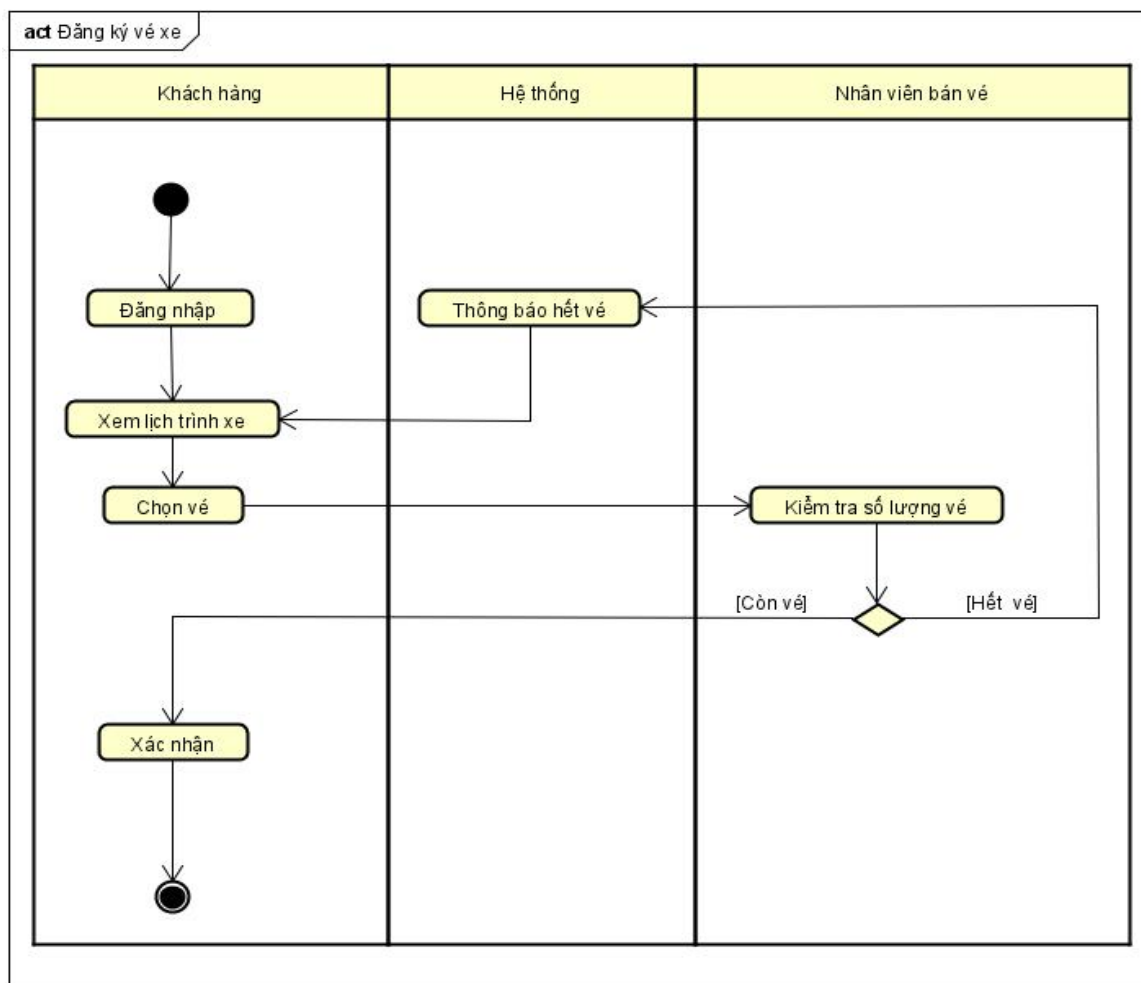 act Đăng ký vé xe
Khách hàng
Hệ thống
Nhân viên bán vé
Đăng nhập
Thông báo hết vé
Xem lịch trình xe
Chọn vé
Kiểm tra số lượng vé
[Còn vé]
[Hết vé]
Xác nhận